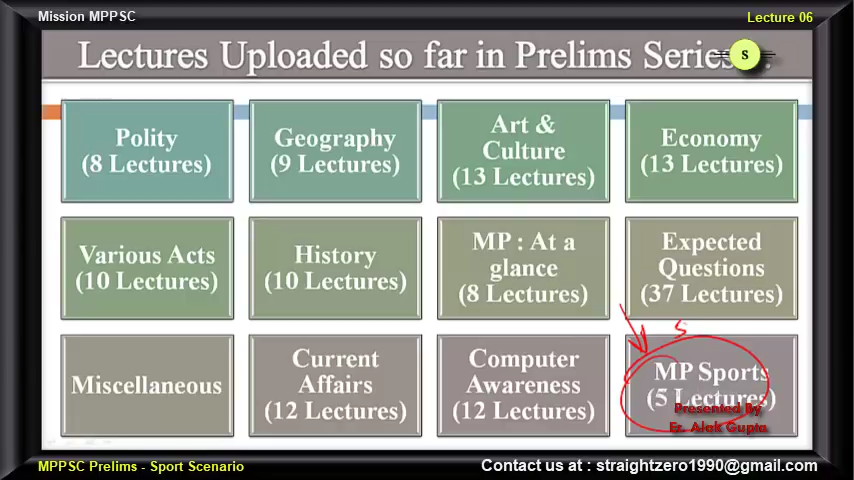 Mission MPPSC
Lecture 06
Lectures Uploaded so far in Prelims Series
S
Polity
(8 Lectures)
Geography
(9 Lectures)
Art &
Culture
(13 Lectures)
Economy
(13 Lectures)
Various Acts
(10 Lectures)
History
(10 Lectures)
MP : At a
glance
(8 Lectures)
Expected
Questions
(37 Lectures)
Miscellaneous
Current
Affairs
(12 Lectures)
Computer
Awareness
(12 Lectures)
5
MP Sports
(5 Lectures)
Presented By
Er. Alok Gupta
MPPSC Prelims - Sport Scenario
Contact us at : straightzero1990@gmail.com